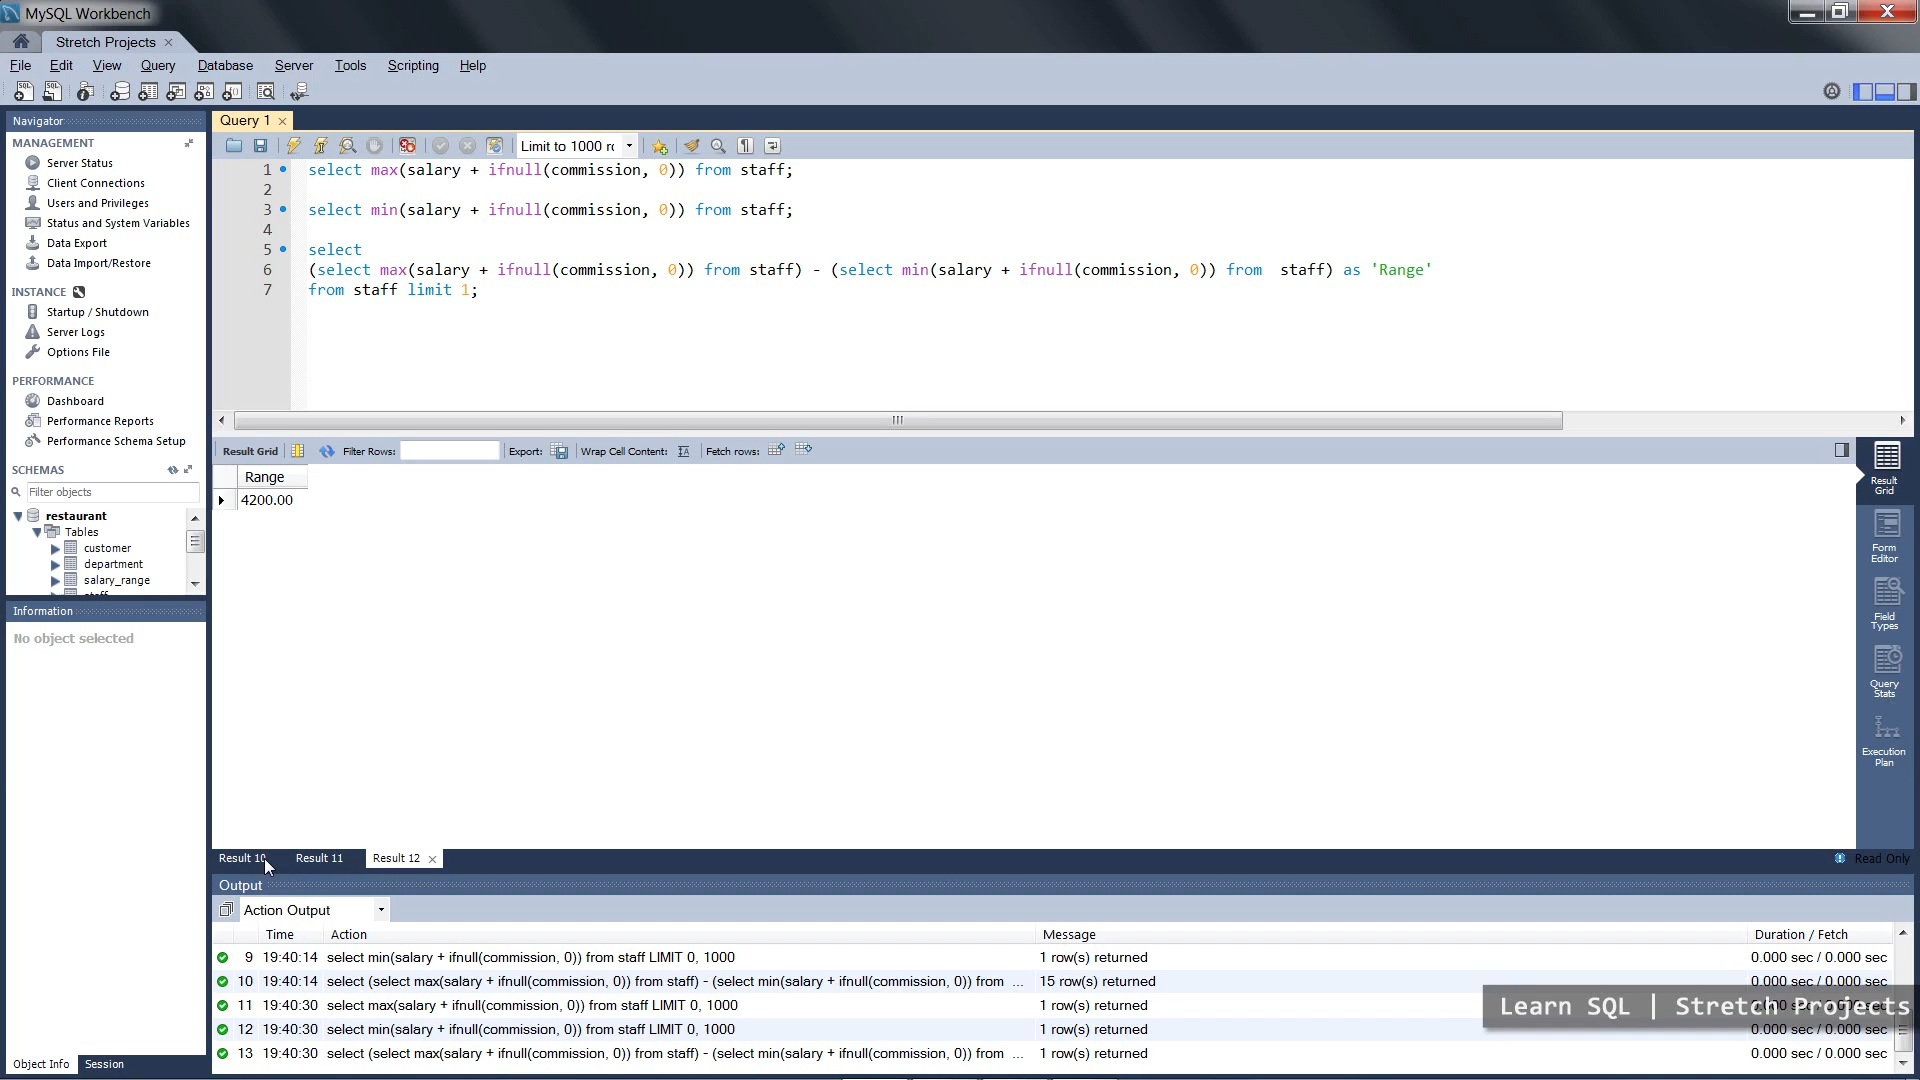 MySQL Workbench
Stretch Projects
File Edit View Query Database Server Tools Scripting Help
Navigator
MANAGEMENT
Server Status
Client Connections
Users and Privileges
Status and System Variables
Data Export
Data Import/Restore
INSTANCE
Startup / Shutdown
Server Logs
Options File
PERFORMANCE
Dashboard
Performance Reports
Performance Schema Setup
SCHEMAS
Filter objects
restaurant
Tables
customer
department
salary_range
staff
Information
No object selected
Object Info Session
Query 1
Limit to 1000 rc
1 select max(salary + ifnull(commission, 0)) from staff;
2
3 select min(salary + ifnull(commission, 0)) from staff;
4
5 select
6 (select max(salary + ifnull(commission, 0)) from staff) - (select min(salary + ifnull(commission, 0)) from  staff) as 'Range'
7 from staff limit 1;
Result Grid Filter Rows: Export: Wrap Cell Content: Fetch rows:
Range
4200.00
Result Grid
Form Editor
Field Types
Query Stats
Execution Plan
Result 10 Result 11 Result 12
Read Only
Output
Action Output
Time Action Message Duration / Fetch
9 19:40:14 select min(salary + ifnull(commission, 0)) from staff LIMIT 0, 1000 1 row(s) returned 0.000 sec / 0.000 sec
10 19:40:14 select (select max(salary + ifnull(commission, 0)) from staff) - (select min(salary + ifnull(commission, 0)) from ... 15 row(s) returned 0.000 sec / 0.000 sec
11 19:40:30 select max(salary + ifnull(commission, 0)) from staff LIMIT 0, 1000 1 row(s) returned 0.000 sec / 0.000 sec
12 19:40:30 select min(salary + ifnull(commission, 0)) from staff LIMIT 0, 1000 1 row(s) returned 0.000 sec / 0.000 sec
13 19:40:30 select (select max(salary + ifnull(commission, 0)) from staff) - (select min(salary + ifnull(commission, 0)) from ... 1 row(s) returned 0.000 sec / 0.000 sec
Learn SQL | Stretch Projects